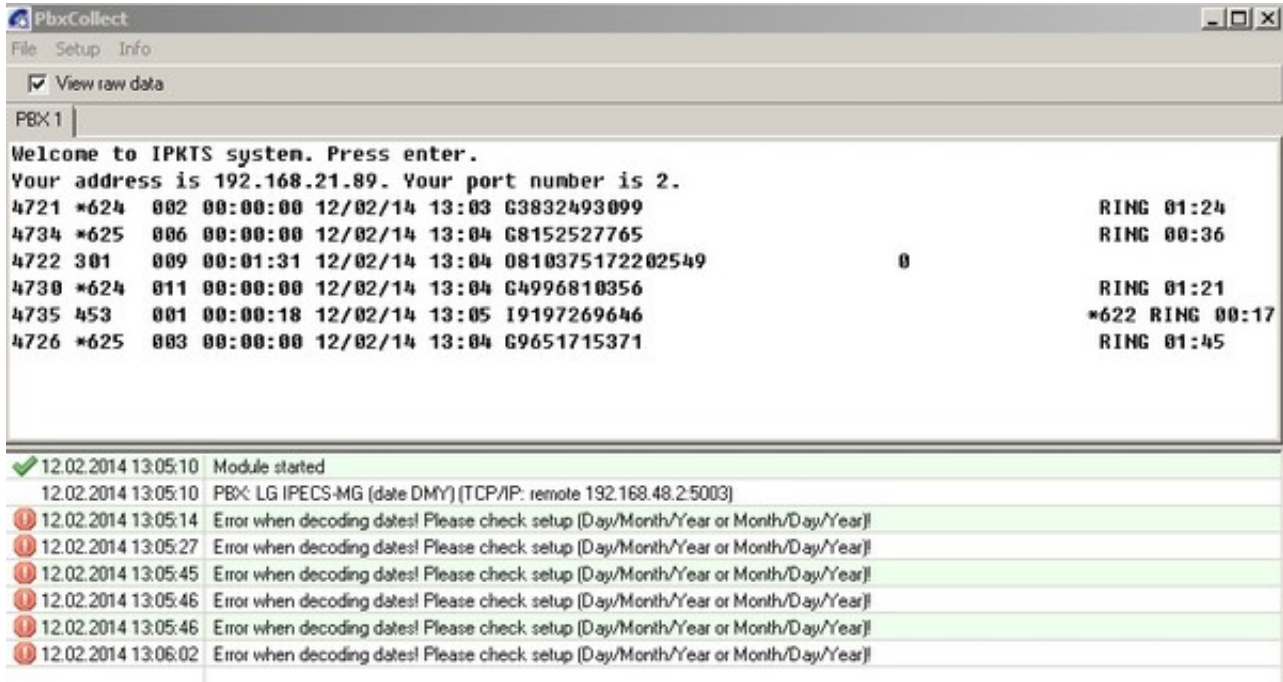 PbxCollect
File Setup Info
View raw data
PBX 1
Welcome to IPKTS system. Press enter.
Your address is 192.168.21.89. Your port number is 2.
4721 *624 002 00:00:00 12/02/14 13:03 G3832493099 RING 01:24
4734 *625 006 00:00:00 12/02/14 13:04 G8152527765 RING 00:36
4722 301 009 00:01:31 12/02/14 13:04 O810375172202549 0
4730 *624 011 00:00:00 12/02/14 13:04 G4996810356 RING 01:21
4735 453 001 00:00:18 12/02/14 13:05 I9197269646 *622 RING 00:17
4726 *625 003 00:00:00 12/02/14 13:04 G9651715371 RING 01:45
12.02.2014 13:05:10 Module started
12.02.2014 13:05:10 PBX: LG IPECS-MG (date DMY) (TCP/IP: remote 192.168.48.2:5003)
12.02.2014 13:05:14 Error when decoding dates! Please check setup (Day/Month/Year or Month/Day/Year)!
12.02.2014 13:05:27 Error when decoding dates! Please check setup (Day/Month/Year or Month/Day/Year)!
12.02.2014 13:05:45 Error when decoding dates! Please check setup (Day/Month/Year or Month/Day/Year)!
12.02.2014 13:05:46 Error when decoding dates! Please check setup (Day/Month/Year or Month/Day/Year)!
12.02.2014 13:05:46 Error when decoding dates! Please check setup (Day/Month/Year or Month/Day/Year)!
12.02.2014 13:06:02 Error when decoding dates! Please check setup (Day/Month/Year or Month/Day/Year)!